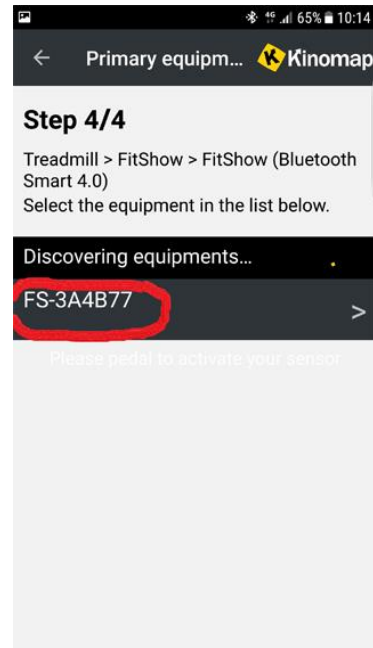 4G 65% 10:14
Primary equipm... Kinomap
Step 4/4
Treadmill > FitShow > FitShow (Bluetooth
Smart 4.0)
Select the equipment in the list below.
Discovering equipments...
FS-3A4B77
>
Please pedal to activate your sensor